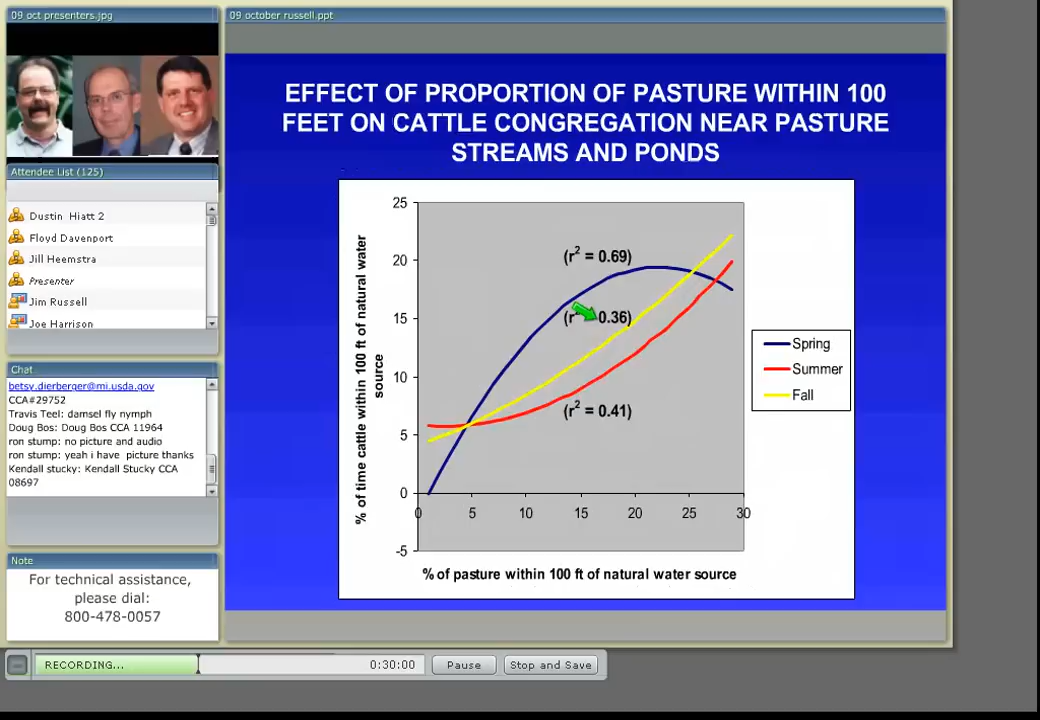 09 oct presenters.jpg
09 october russell.ppt
Attendee List (125)
Dustin Hiatt 2
Floyd Davenport
Jill Heemstra
Presenter
Jim Russell
Joe Harrison
Chat
betsy.dierberger@mi.usda.gov
CCA#29752
Travis Teel: damsel fly nymph
Doug Bos: Doug Bos CCA 11964
ron stump: no picture and audio
ron stump: yeah i have picture thanks
Kendall stucky: Kendall Stucky CCA
08697
Note
For technical assistance,
please dial:
800-478-0057
EFFECT OF PROPORTION OF PASTURE WITHIN 100
FEET ON CATTLE CONGREGATION NEAR PASTURE
STREAMS AND PONDS
% of time cattle within 100 ft of natural water
source
25
20
15
10
5
0
-5
(r² = 0.69)
(r² 0.36)
(r² = 0.41)
0 5 10 15 20 25 30
% of pasture within 100 ft of natural water source
Spring
Summer
Fall
RECORDING...
0:30:00
Pause
Stop and Save